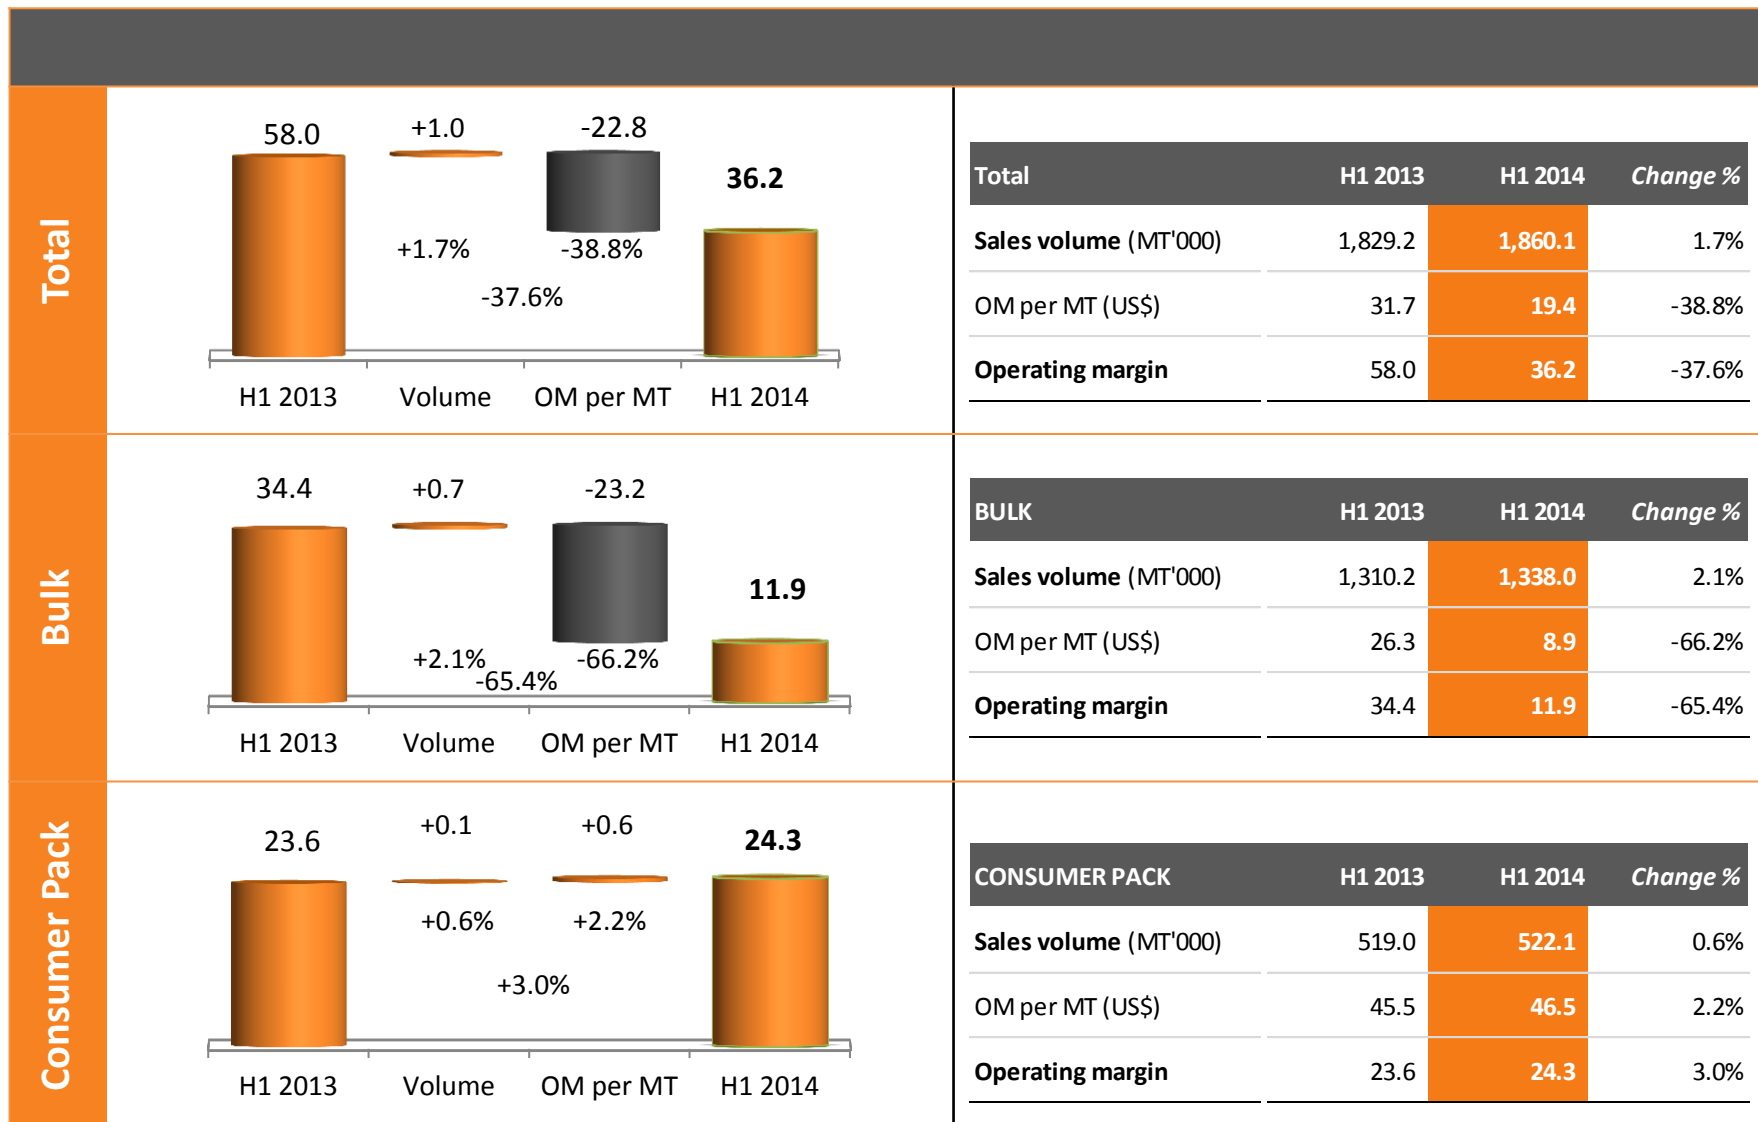 Total
58.0
+1.0
-22.8
36.2
+1.7%
-38.8%
-37.6%
H1 2013 Volume OM per MT H1 2014
Total H1 2013 H1 2014 Change %
Sales volume (MT'000) 1,829.2 1,860.1 1.7%
OM per MT (US$) 31.7 19.4 -38.8%
Operating margin 58.0 36.2 -37.6%
Bulk
34.4
+0.7
-23.2
11.9
+2.1%
-66.2%
-65.4%
H1 2013 Volume OM per MT H1 2014
BULK H1 2013 H1 2014 Change %
Sales volume (MT'000) 1,310.2 1,338.0 2.1%
OM per MT (US$) 26.3 8.9 -66.2%
Operating margin 34.4 11.9 -65.4%
Consumer Pack
23.6
+0.1
+0.6
24.3
+0.6%
+2.2%
+3.0%
H1 2013 Volume OM per MT H1 2014
CONSUMER PACK H1 2013 H1 2014 Change %
Sales volume (MT'000) 519.0 522.1 0.6%
OM per MT (US$) 45.5 46.5 2.2%
Operating margin 23.6 24.3 3.0%